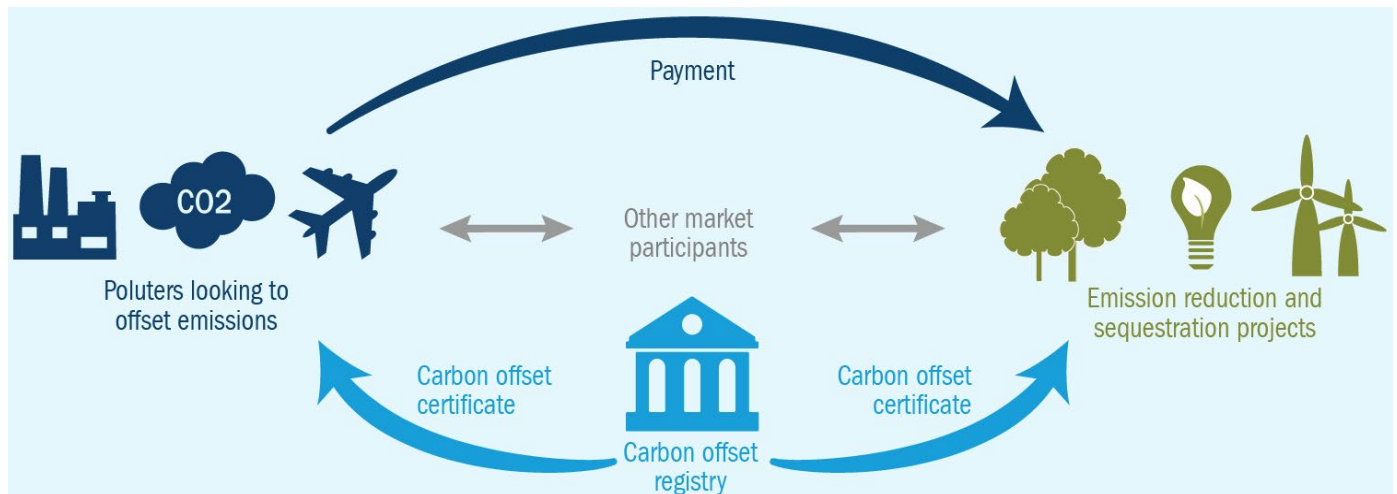 Payment
CO2
Other market
participants
Poluters looking to
offset emissions
Emission reduction and
sequestration projects
Carbon offset
certificate
Carbon offset
certificate
Carbon offset
registry